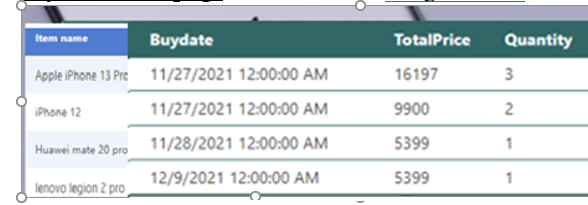 Item name Buydate TotalPrice Quantity
Apple iPhone 13 Pro 11/27/2021 12:00:00 AM 16197 3
iPhone 12 11/27/2021 12:00:00 AM 9900 2
Huawei mate 20 pro 11/28/2021 12:00:00 AM 5399 1
lenovo legion 2 pro 12/9/2021 12:00:00 AM 5399 1